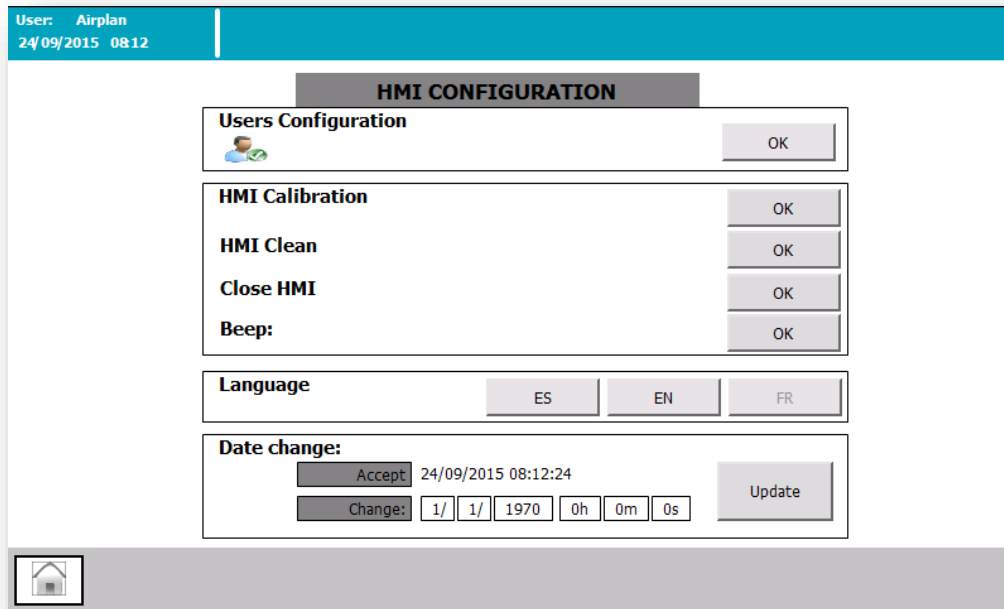 User: Airplan
24/09/2015 08:12
HMI CONFIGURATION
Users Configuration
OK
HMI Calibration
OK
HMI Clean
OK
Close HMI
OK
Beep:
OK
Language ES EN FR
Date change:
Accept 24/09/2015 08:12:24
Update
Change: 1/ 1/ 1970 0h 0m 0s